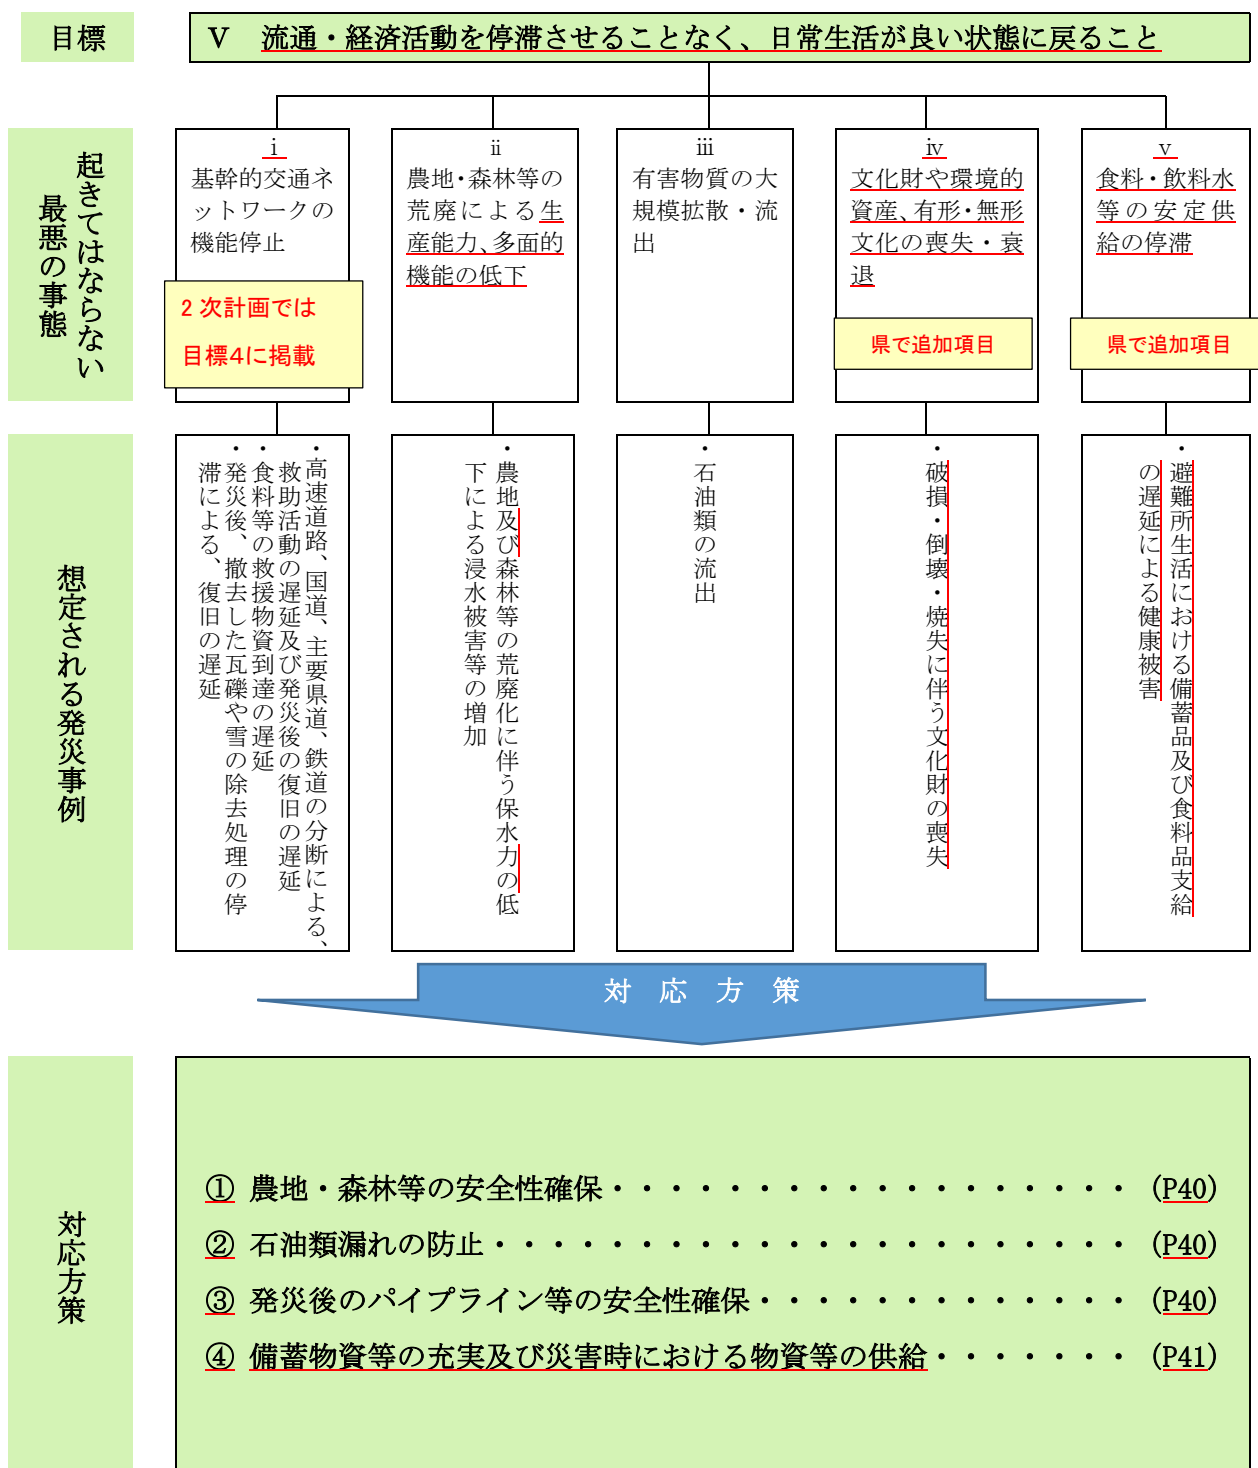 目標
Ⅴ 流通・経済活動を停滞させることなく、日常生活が良い状態に戻ること
起きてはならない
最悪の事態
ⅰ
基幹的交通ネ
ットワークの
機能停止
2次計画では
目標4に掲載
ⅱ
農地・森林等の
荒廃による生
産能力、多面的
機能の低下
ⅲ
有害物質の大
規模拡散・流
出
ⅳ
文化財や環境的
資産、有形・無形
文化の喪失・衰
退
県で追加項目
ⅴ
食料・飲料水
等の安定供
給の停滞
県で追加項目
想定される発災事例
・高速道路、国道、主要県道、鉄道の分断による、
救助活動の遅延及び発災後の復旧の遅延
・食料等の救援物資到達の遅延
・発災後、撤去した瓦礫や雪の除去処理の停
滞による、復旧の遅延
・農地及び森林等の荒廃化に伴う保水力の低
下による浸水被害等の増加
・石油類の流出
・破損・倒壊・焼失に伴う文化財の喪失
・避難所生活における備蓄品及び食料品支給
の遅延による健康被害
対応方策
対応方策
① 農地・森林等の安全性確保・・・・・・・・・・・・・・・・・・ (P40)
② 石油類漏れの防止・・・・・・・・・・・・・・・・・・・・・・ (P40)
③ 発災後のパイプライン等の安全性確保・・・・・・・・・・・・・ (P40)
④ 備蓄物資等の充実及び災害時における物資等の供給・・・・・・・ (P41)